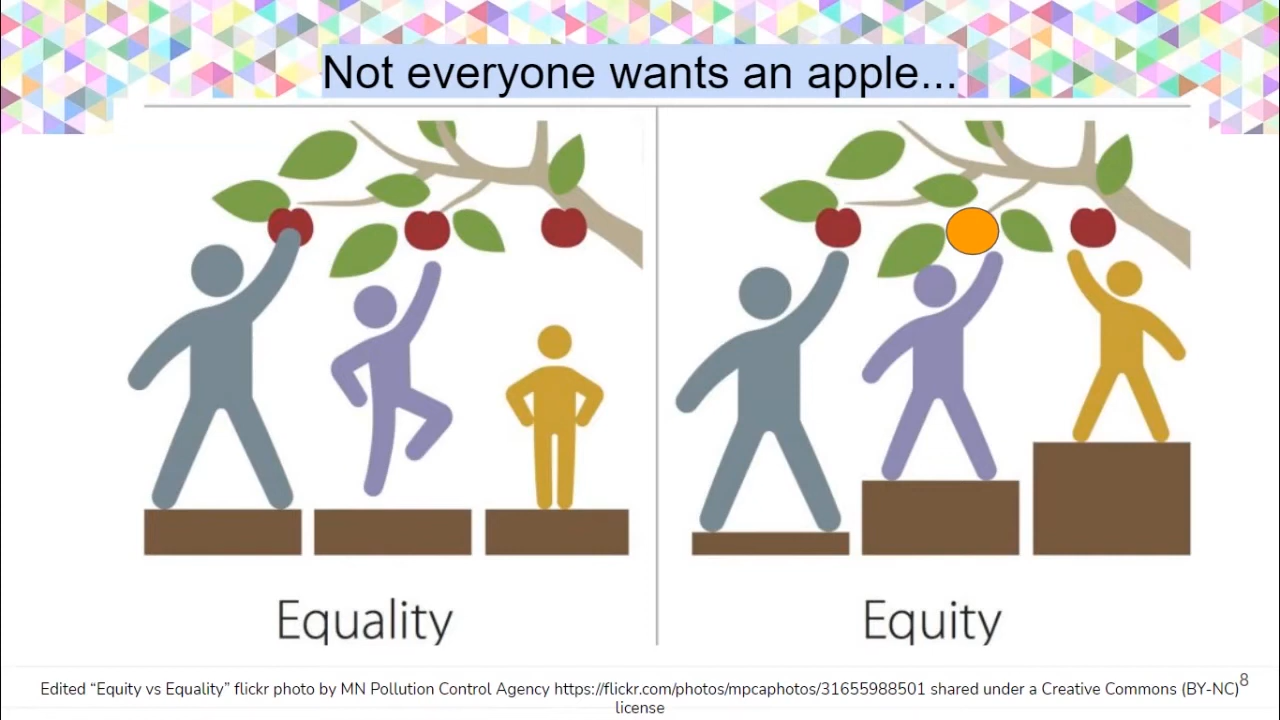 Not everyone wants an apple...
Equality
Equity
Edited “Equity vs Equality” flickr photo by MN Pollution Control Agency https://flickr.com/photos/mpcaphotos/31655988501 shared under a Creative Commons (BY-NC)
license
8